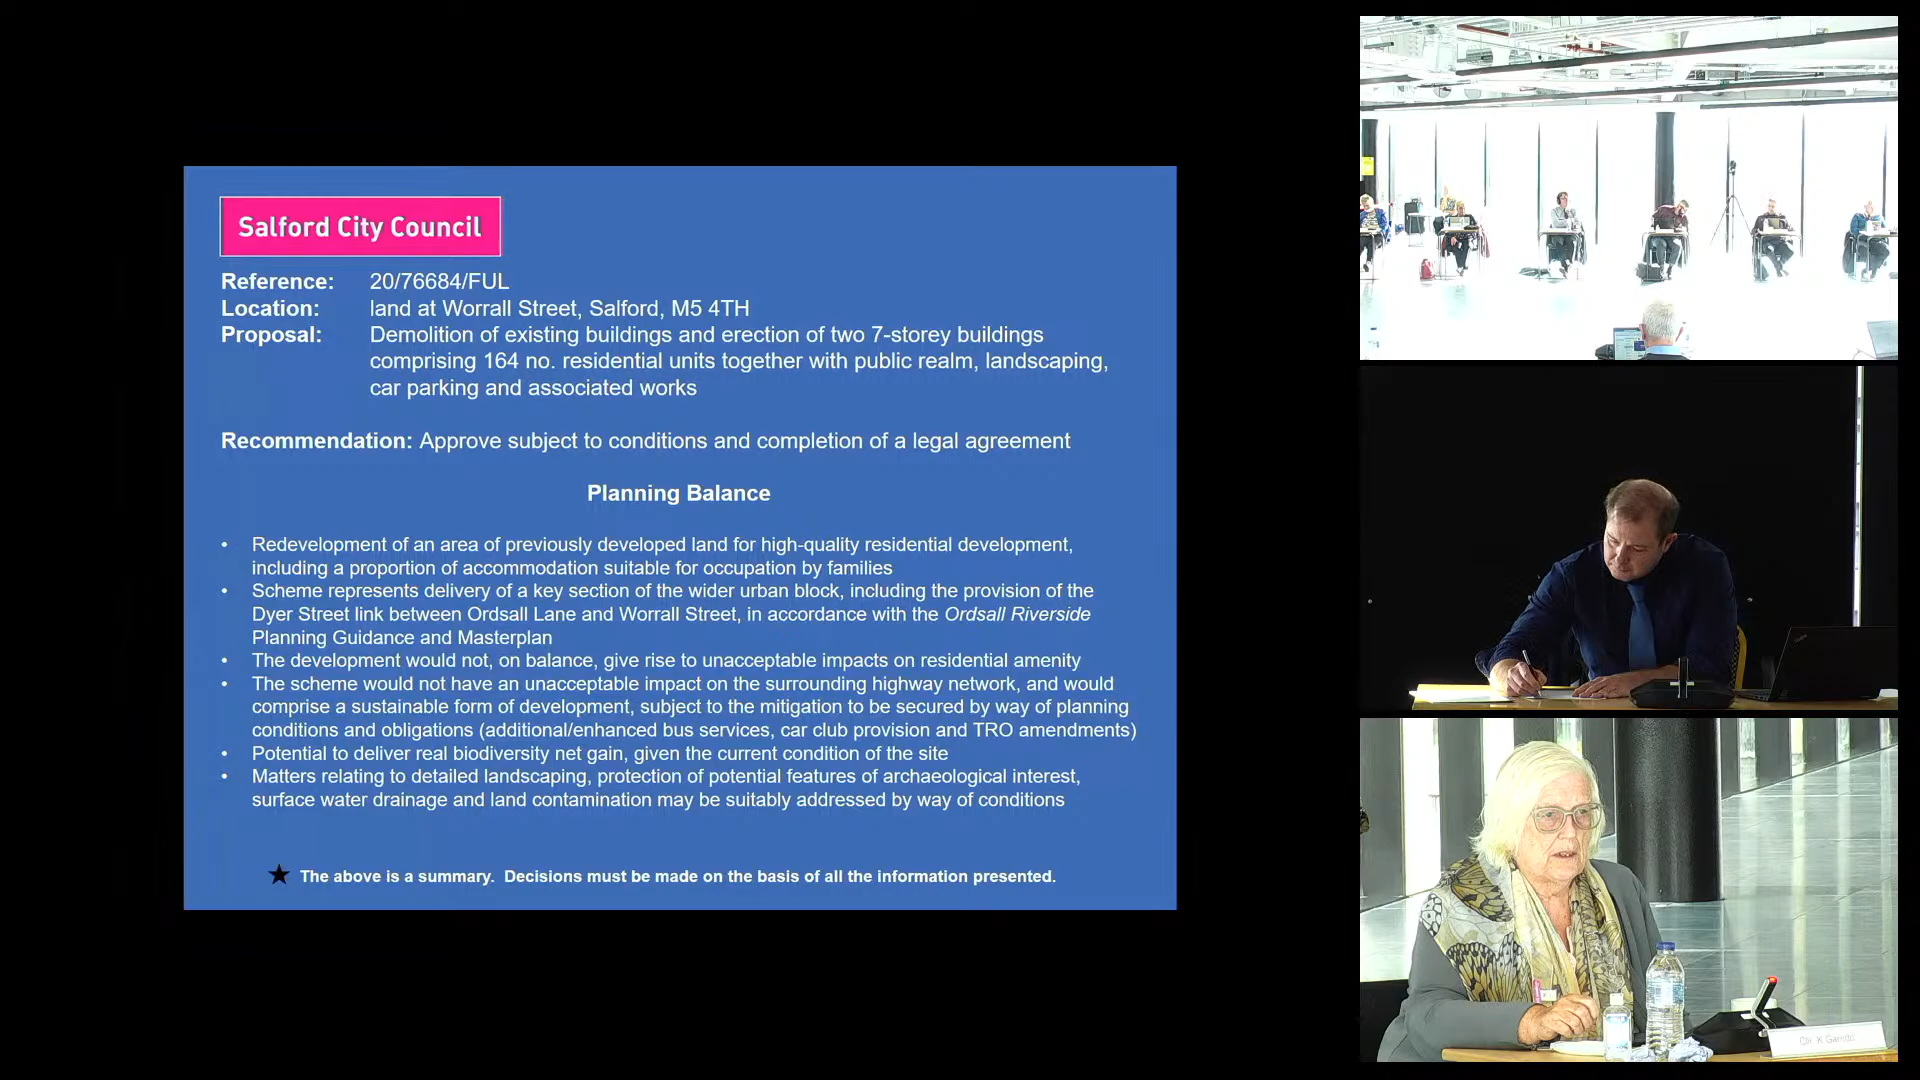 Salford City Council
Reference: 20/76684/FUL
Location: land at Worrall Street, Salford, M5 4TH
Proposal: Demolition of existing buildings and erection of two 7-storey buildings
comprising 164 no. residential units together with public realm, landscaping,
car parking and associated works
Recommendation: Approve subject to conditions and completion of a legal agreement
Planning Balance
• Redevelopment of an area of previously developed land for high-quality residential development,
including a proportion of accommodation suitable for occupation by families
• Scheme represents delivery of a key section of the wider urban block, including the provision of the
Dyer Street link between Ordsall Lane and Worrall Street, in accordance with the Ordsall Riverside
Planning Guidance and Masterplan
• The development would not, on balance, give rise to unacceptable impacts on residential amenity
• The scheme would not have an unacceptable impact on the surrounding highway network, and would
comprise a sustainable form of development, subject to the mitigation to be secured by way of planning
conditions and obligations (additional/enhanced bus services, car club provision and TRO amendments)
• Potential to deliver real biodiversity net gain, given the current condition of the site
• Matters relating to detailed landscaping, protection of potential features of archaeological interest,
surface water drainage and land contamination may be suitably addressed by way of conditions
★ The above is a summary. Decisions must be made on the basis of all the information presented.
Cllr K Garrido